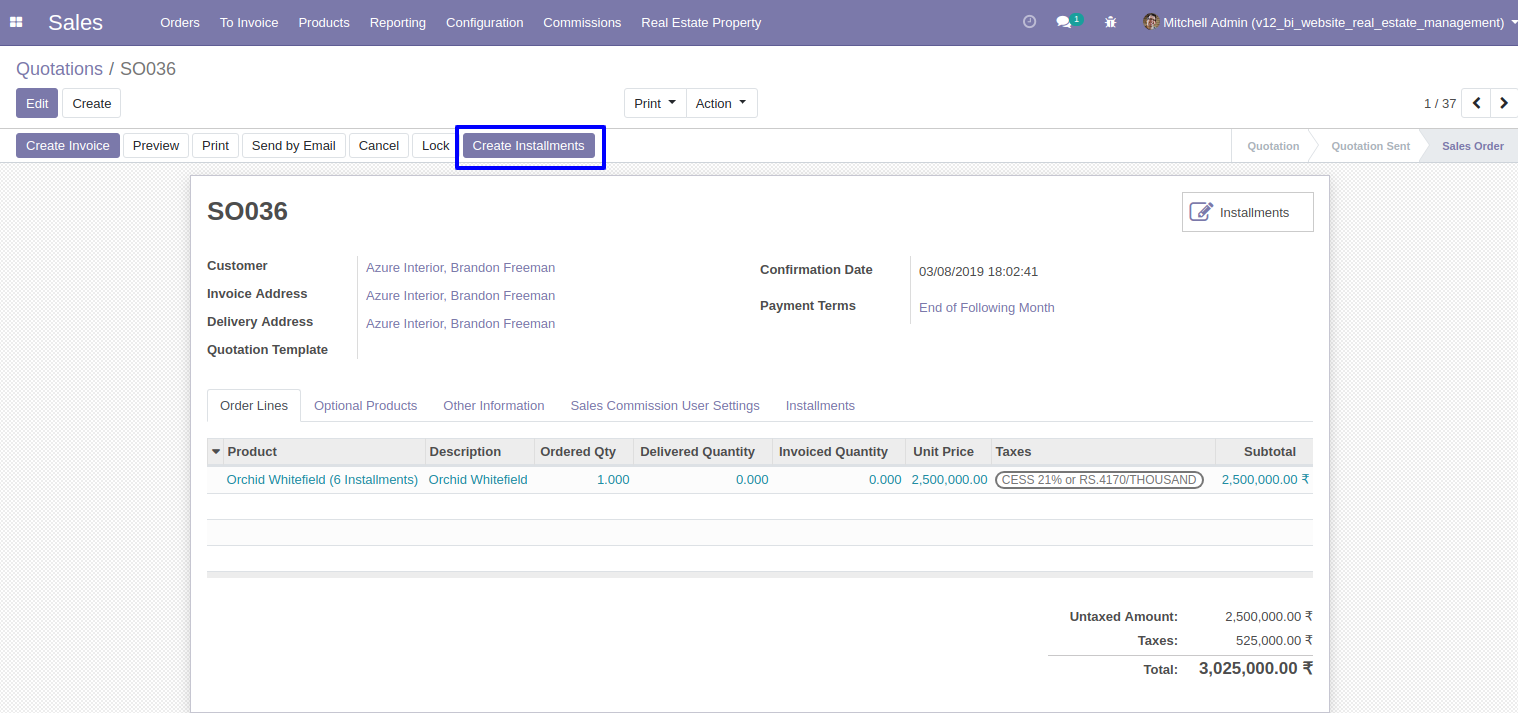 Sales Orders To Invoice Products Reporting Configuration Commissions Real Estate Property 1 Mitchell Admin (v12_bi_website_real_estate_management)
Quotations / SO036
Edit Create Print Action 1 / 37
Create Invoice Preview Print Send by Email Cancel Lock Create Installments Quotation Quotation Sent Sales Order
SO036
Installments
Customer Azure Interior, Brandon Freeman
Invoice Address Azure Interior, Brandon Freeman
Delivery Address Azure Interior, Brandon Freeman
Quotation Template
Confirmation Date 03/08/2019 18:02:41
Payment Terms End of Following Month
Order Lines Optional Products Other Information Sales Commission User Settings Installments
Product Description Ordered Qty Delivered Quantity Invoiced Quantity Unit Price Taxes Subtotal
Orchid Whitefield (6 Installments) Orchid Whitefield 1.000 0.000 0.000 2,500,000.00 CESS 21% or RS.4170/THOUSAND 2,500,000.00 ₹
Untaxed Amount: 2,500,000.00 ₹
Taxes: 525,000.00 ₹
Total: 3,025,000.00 ₹